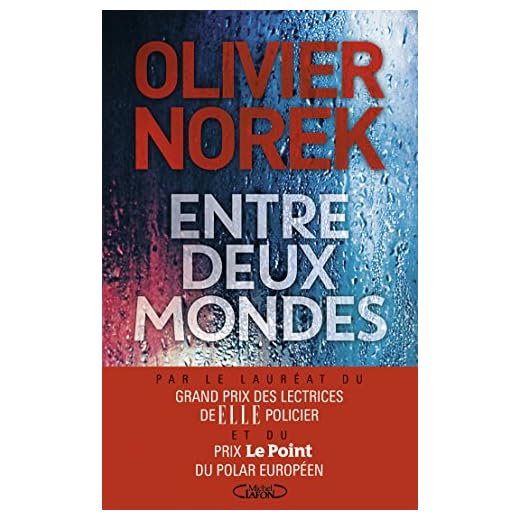 OLIVIER
NOREK
ENTRE
DEUX
MONDES
PAR LE LAURÉAT DU
GRAND PRIX DES LECTRICES
DE ELLE POLICIER
ET DU
PRIX Le Point
DU POLAR EUROPÉEN
Michel
LAFON